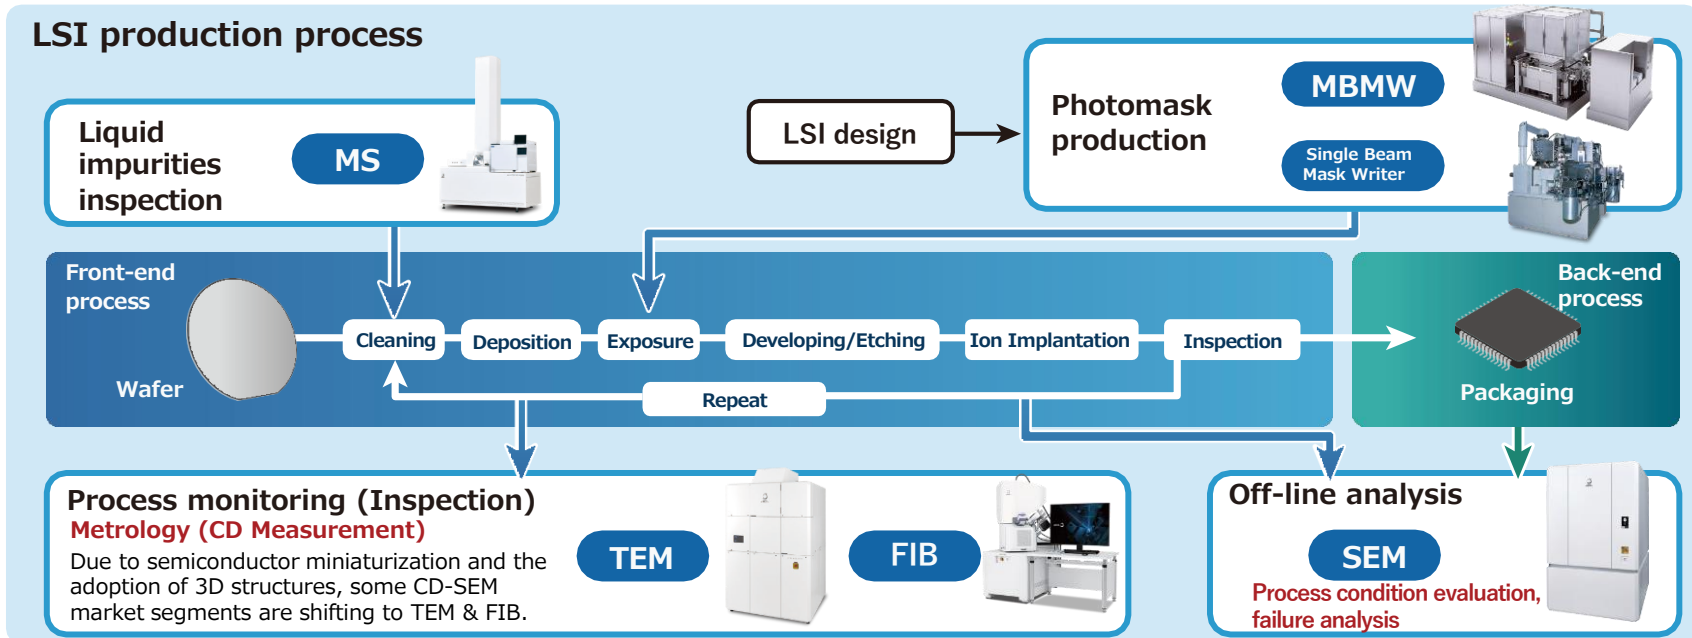 LSI production process
Liquid
impurities
inspection
MS
LSI design
Photomask
production
MBMW
Single Beam
Mask Writer
Front-end
process
Wafer
Cleaning
Deposition
Exposure
Developing/Etching
Ion Implantation
Inspection
Repeat
Back-end
process
Packaging
Process monitoring (Inspection)
Metrology (CD Measurement)
Due to semiconductor miniaturization and the
adoption of 3D structures, some CD-SEM
market segments are shifting to TEM & FIB.
TEM
FIB
Off-line analysis
SEM
Process condition evaluation,
failure analysis